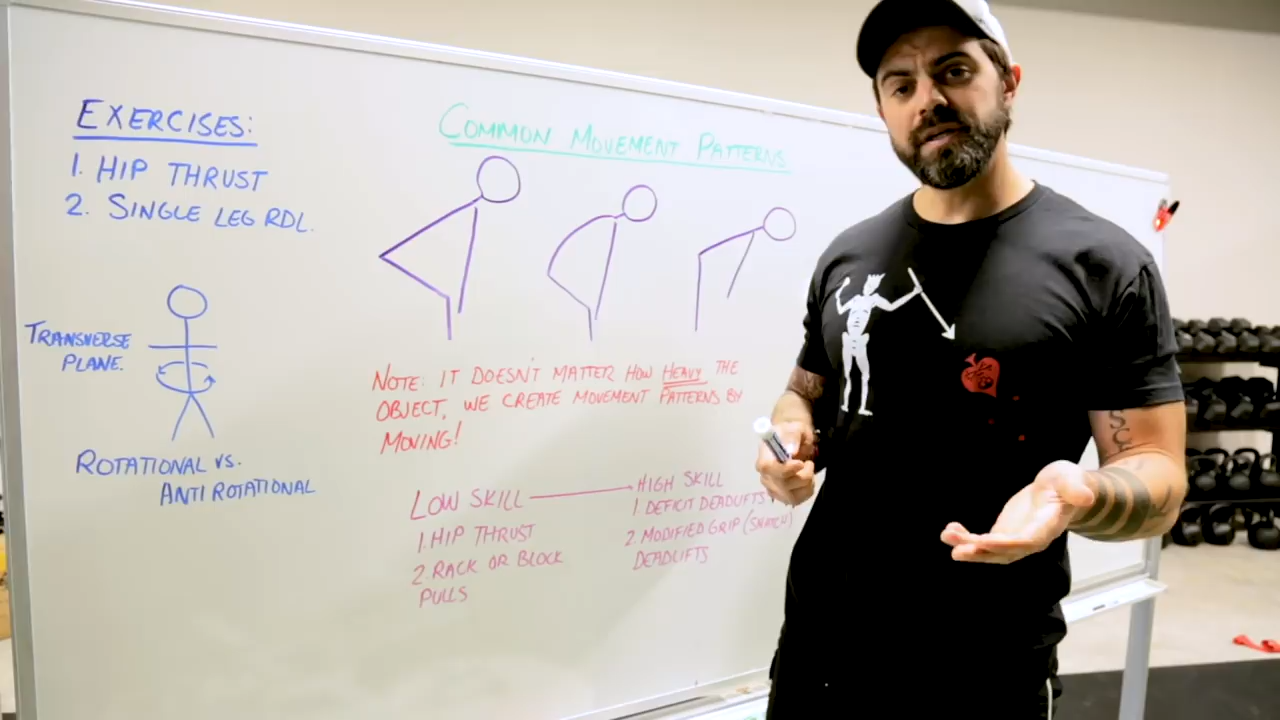 EXERCISES:
1. HIP THRUST
2. SINGLE LEG RDL.
TRANSVERSE
PLANE.
ROTATIONAL VS.
ANTI ROTATIONAL
COMMON MOVEMENT PATTERNS
NOTE: IT DOESN'T MATTER HOW HEAVY THE
OBJECT, WE CREATE MOVEMENT PATTERNS BY
MOVING!
LOW SKILL
1. HIP THRUST
2. RACK OR BLOCK
PULLS
HIGH SKILL
1. DEFICIT DEADLIFTS
2. MODIFIED GRIP (SNATCH)
DEADLIFTS